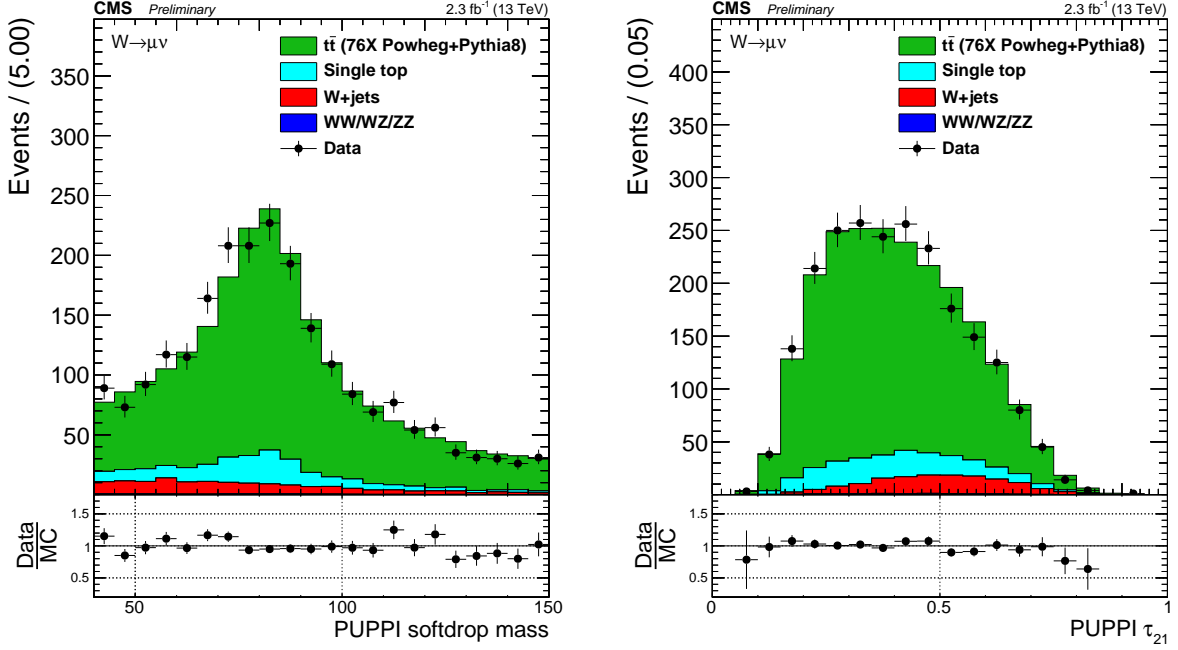 CMS Preliminary 2.3 fb⁻¹ (13 TeV)
W→μν
tt̄ (76X Powheg+Pythia8)
Single top
W+jets
WW/WZ/ZZ
Data
Events / (5.00)
350
300
250
200
150
100
50
Data
MC
1.5
1
0.5
50 100 150
PUPPI softdrop mass
CMS Preliminary 2.3 fb⁻¹ (13 TeV)
W→μν
tt̄ (76X Powheg+Pythia8)
Single top
W+jets
WW/WZ/ZZ
Data
Events / (0.05)
400
350
300
250
200
150
100
50
Data
MC
1.5
1
0.5
0 0.5 1
PUPPI τ₂₁